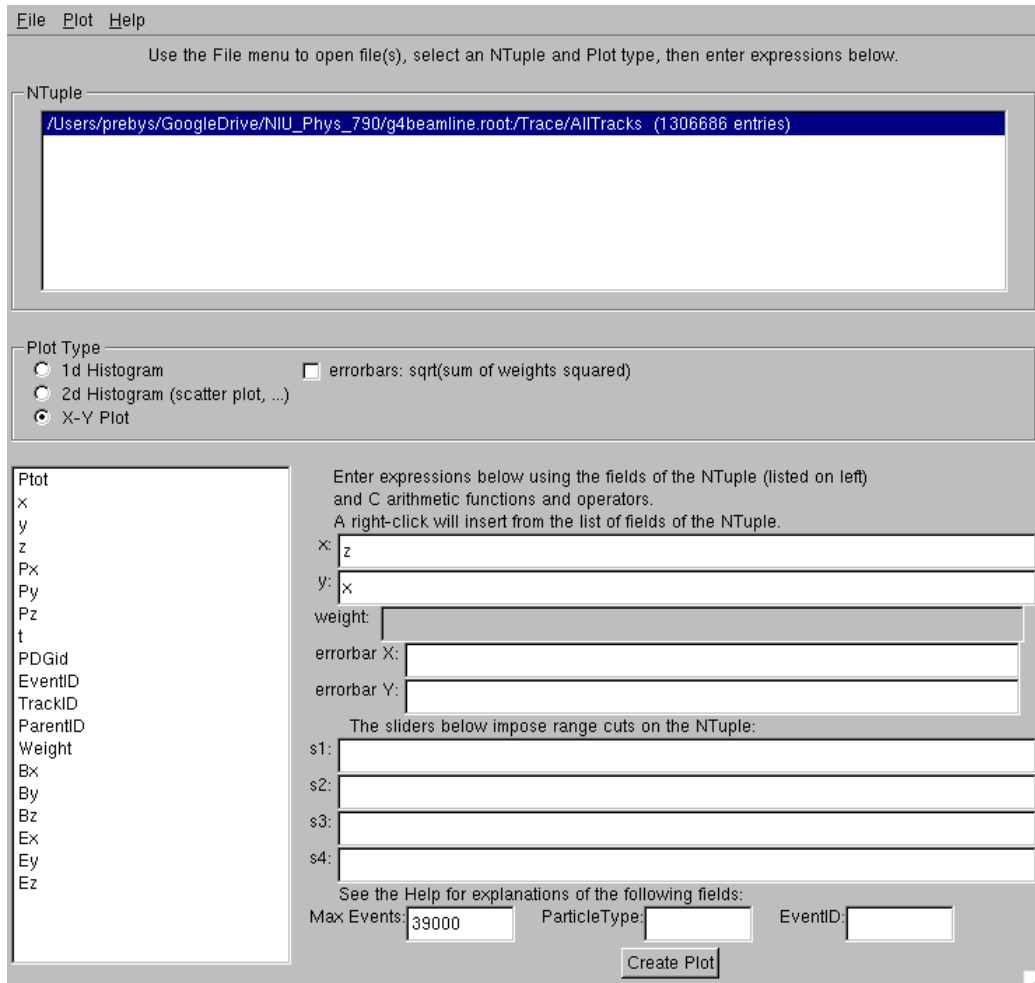 File Plot Help
Use the File menu to open file(s), select an NTuple and Plot type, then enter expressions below.
NTuple
/Users/prebys/GoogleDrive/NIU_Phys_790/g4beamline.root:/Trace/AllTracks (1306686 entries)
Plot Type
1d Histogram
errorbars: sqrt(sum of weights squared)
2d Histogram (scatter plot, ...)
X-Y Plot
Ptot
x
y
z
Px
Py
Pz
t
PDGid
EventID
TrackID
ParentID
Weight
Bx
By
Bz
Ex
Ey
Ez
Enter expressions below using the fields of the NTuple (listed on left)
and C arithmetic functions and operators.
A right-click will insert from the list of fields of the NTuple.
x: z
y: x
weight:
errorbar X:
errorbar Y:
The sliders below impose range cuts on the NTuple:
s1:
s2:
s3:
s4:
See the Help for explanations of the following fields:
Max Events: 39000 ParticleType: EventID:
Create Plot